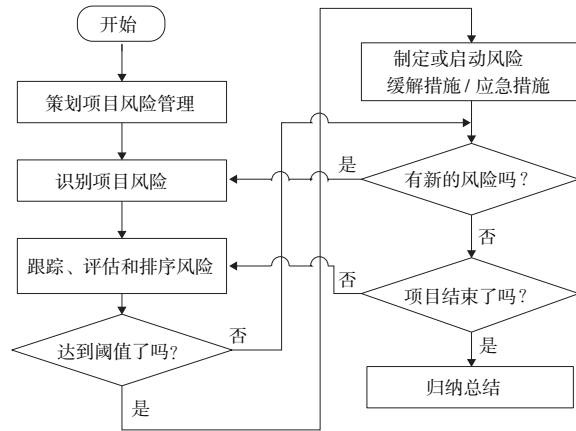 开始
策划项目风险管理
识别项目风险
跟踪、评估和排序风险
达到阈值了吗?
否
是
制定或启动风险
缓解措施 / 应急措施
有新的风险吗?
是
否
项目结束了吗?
否
是
归纳总结